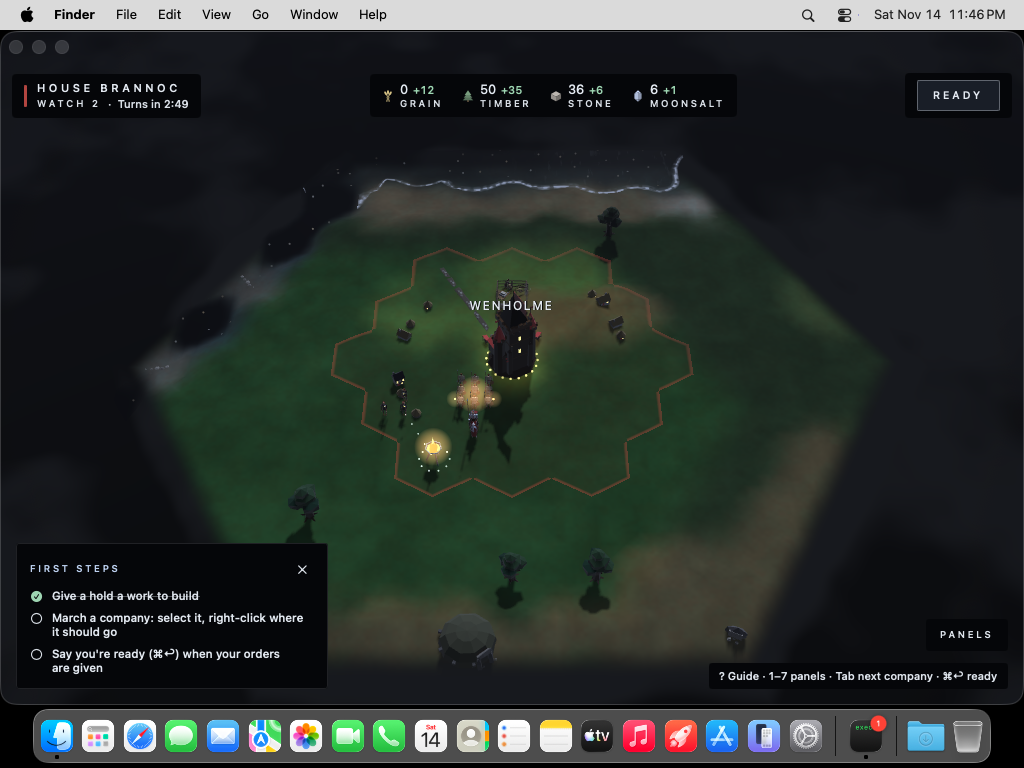 Finder File Edit View Go Window Help Sat Nov 14 11:46 PM
HOUSE BRANNOC
WATCH 2 · Turns in 2:49
0 +12
GRAIN
50 +35
TIMBER
36 +6
STONE
6 +1
MOONSALT
READY
WENHOLME
FIRST STEPS
Give a hold a work to build
March a company: select it, right-click where
it should go
Say you're ready (⌘↩) when your orders
are given
PANELS
? Guide · 1–7 panels · Tab next company · ⌘↩ ready
Sat
14
tv
exec
1